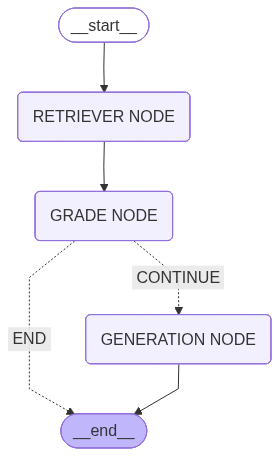 __start__
RETRIEVER NODE
GRADE NODE
CONTINUE
END
GENERATION NODE
__end__